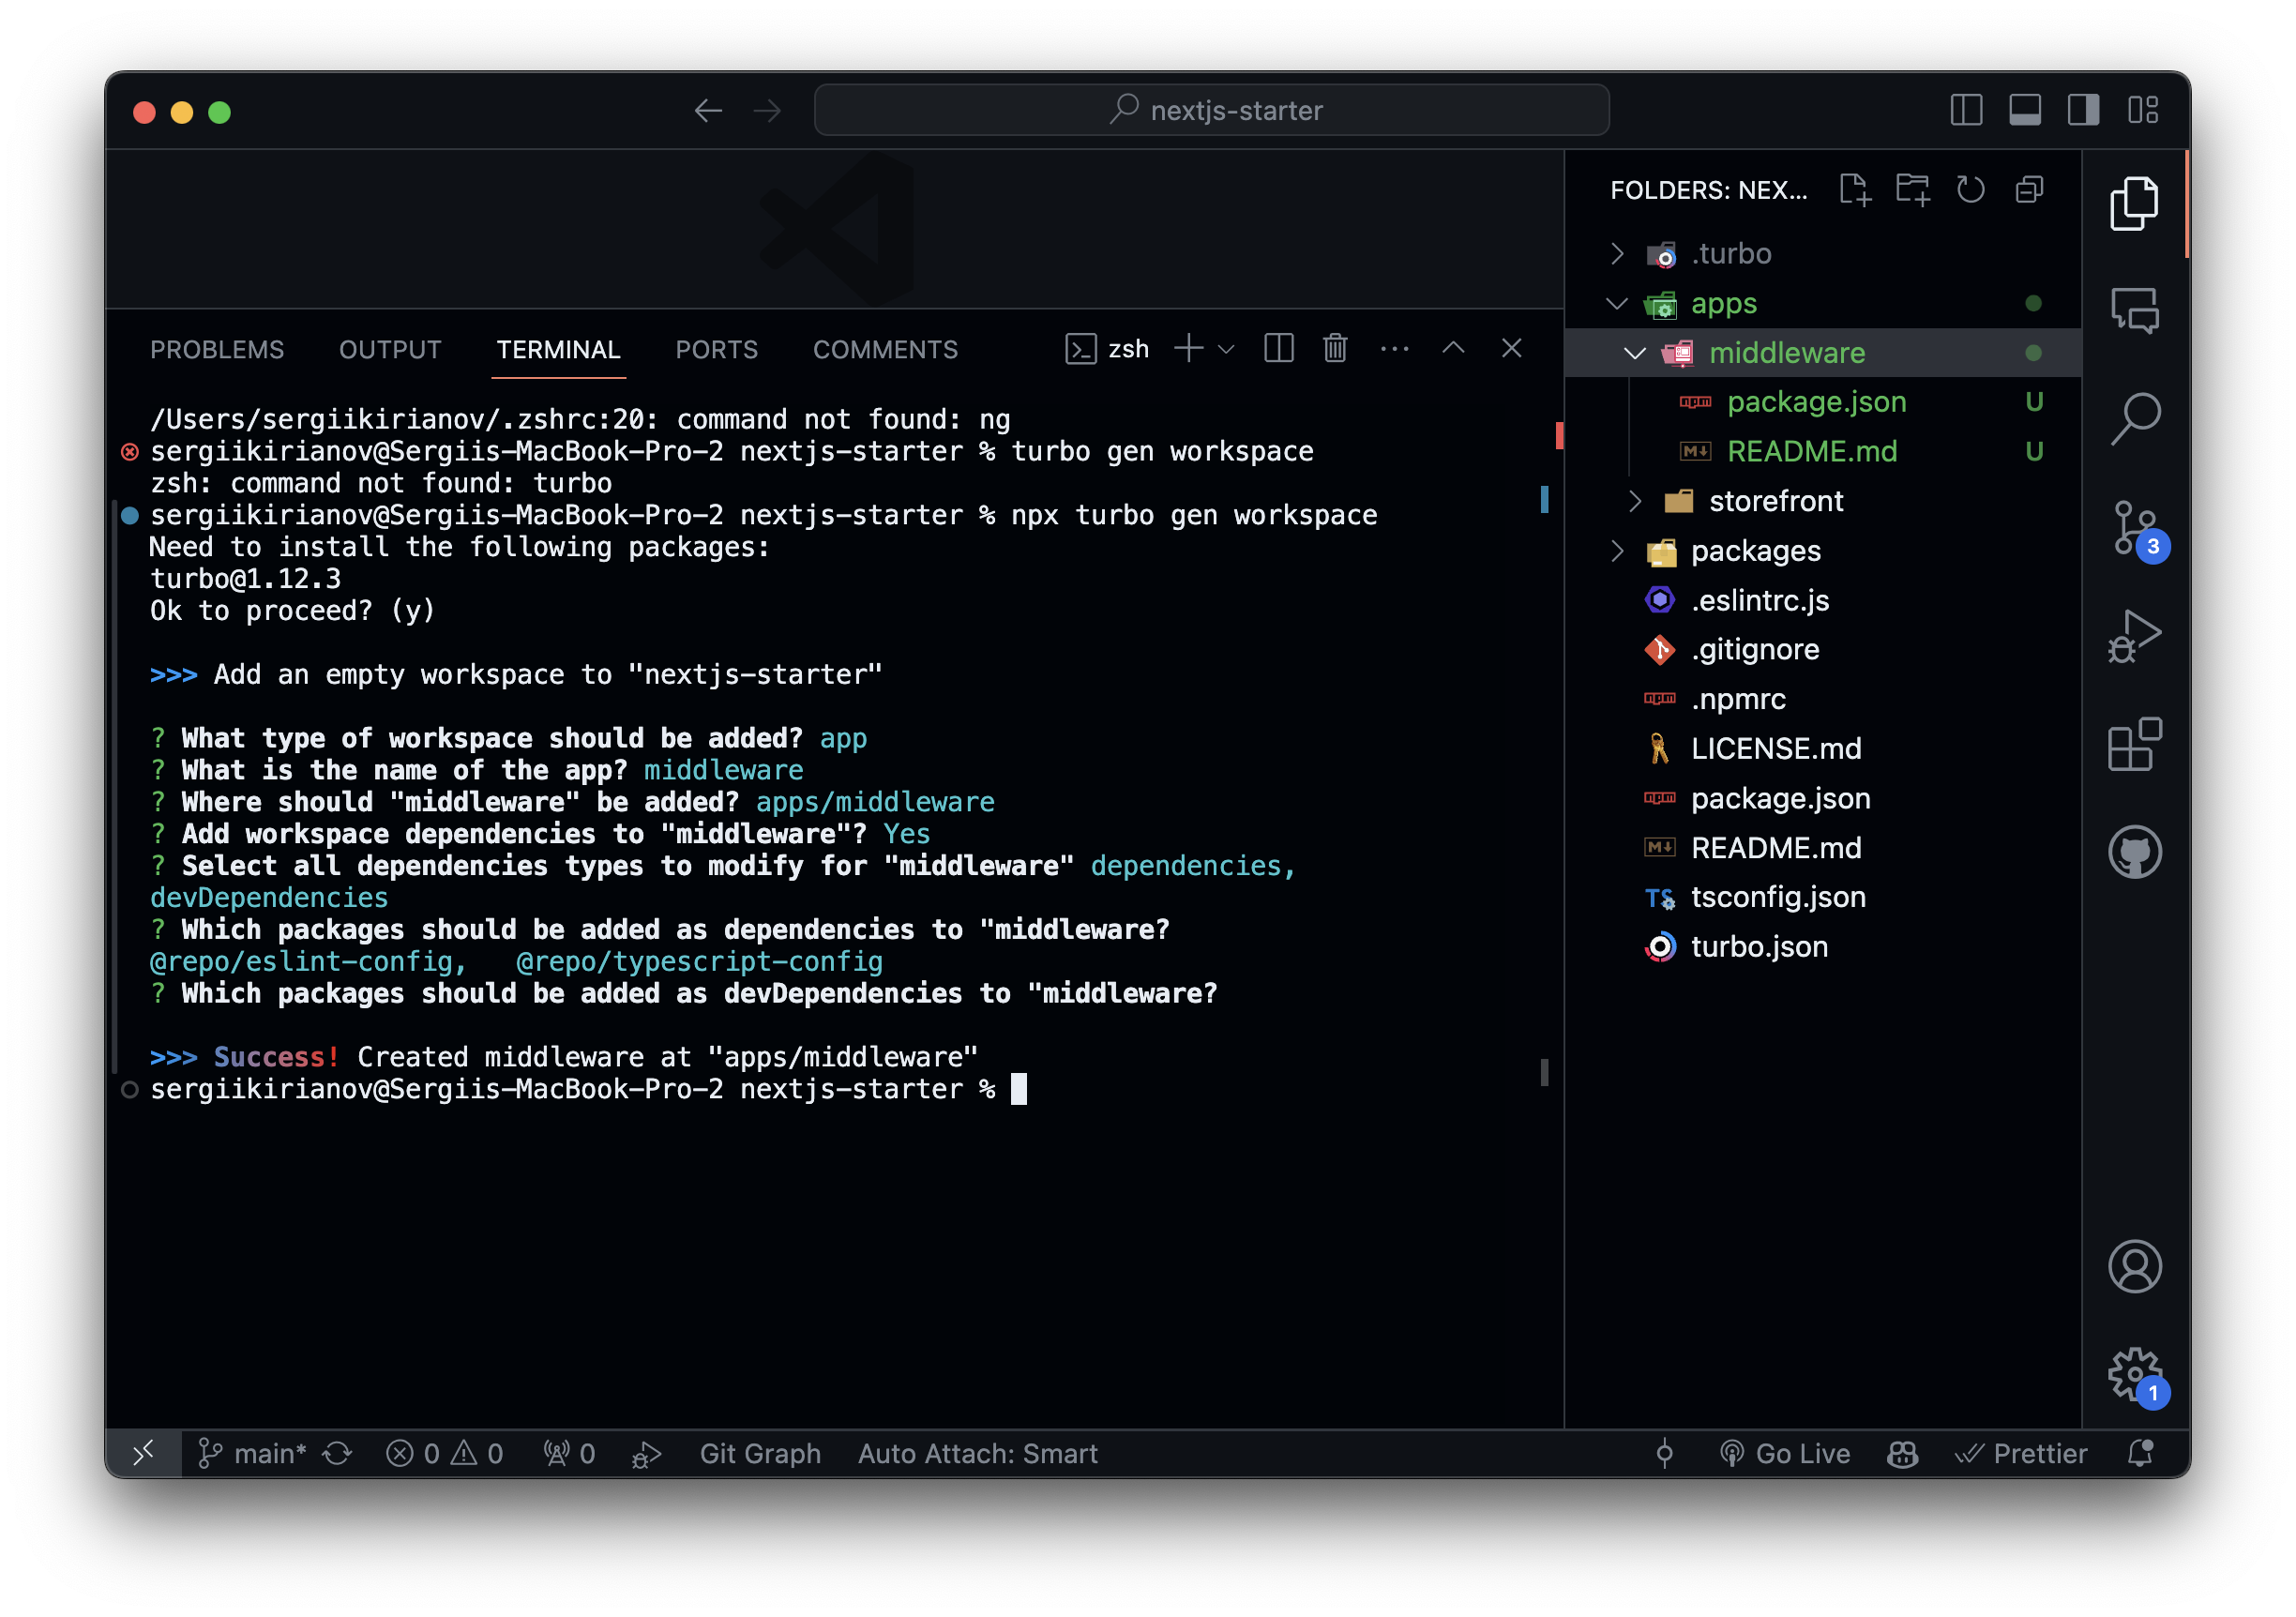 nextjs-starter
PROBLEMS OUTPUT TERMINAL PORTS COMMENTS zsh
/Users/sergiikirianov/.zshrc:20: command not found: ng
sergiikirianov@Sergiis-MacBook-Pro-2 nextjs-starter % turbo gen workspace
zsh: command not found: turbo
sergiikirianov@Sergiis-MacBook-Pro-2 nextjs-starter % npx turbo gen workspace
Need to install the following packages:
turbo@1.12.3
Ok to proceed? (y)
>>> Add an empty workspace to "nextjs-starter"
? What type of workspace should be added? app
? What is the name of the app? middleware
? Where should "middleware" be added? apps/middleware
? Add workspace dependencies to "middleware"? Yes
? Select all dependencies types to modify for "middleware" dependencies,
devDependencies
? Which packages should be added as dependencies to "middleware?
@repo/eslint-config, @repo/typescript-config
? Which packages should be added as devDependencies to "middleware?
>>> Success! Created middleware at "apps/middleware"
sergiikirianov@Sergiis-MacBook-Pro-2 nextjs-starter %
FOLDERS: NEX...
.turbo
apps
middleware
package.json U
README.md U
storefront
packages
.eslintrc.js
.gitignore
.npmrc
LICENSE.md
package.json
README.md
TS tsconfig.json
turbo.json
3
1
main* 0 0 0 Git Graph Auto Attach: Smart Go Live Prettier